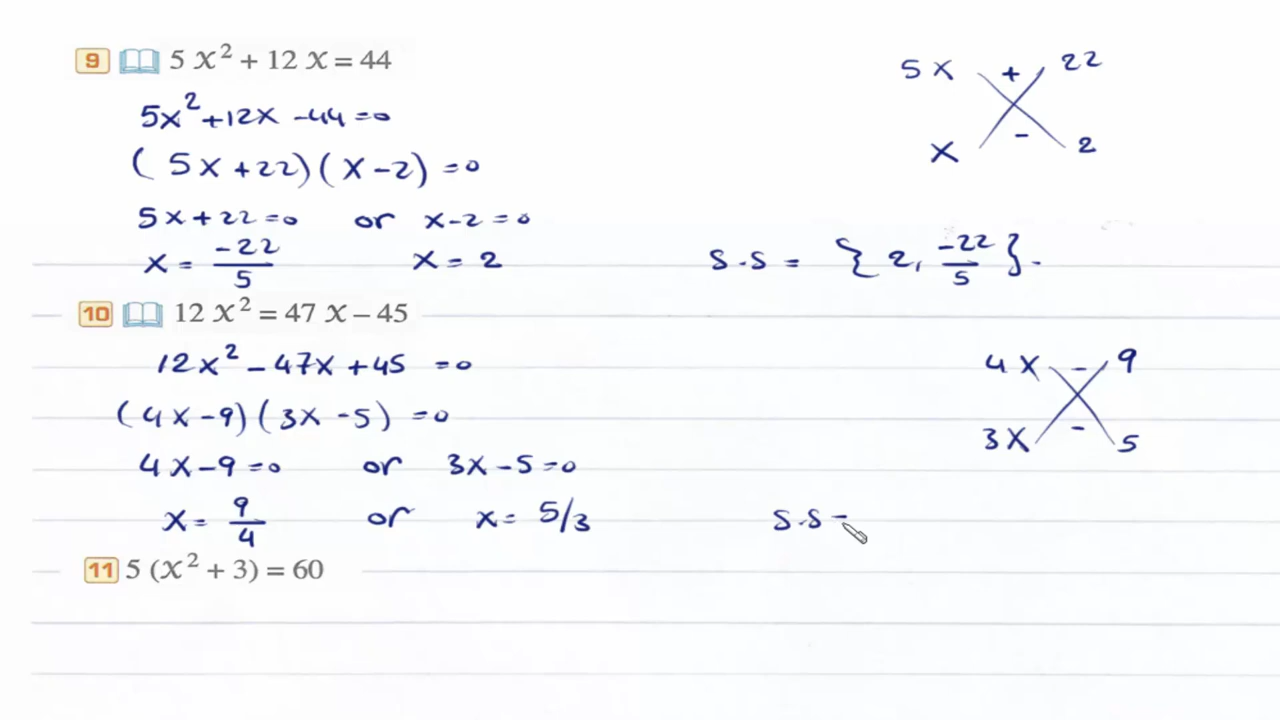 9 5 x² + 12 x = 44
5x² + 12x - 44 = 0
( 5x + 22 ) ( x - 2 ) = 0
5x + 22 = 0 or x - 2 = 0
x = -22/5 x = 2
5x + 22
x - 2
S.S = { 2, -22/5 }.
10 12 x² = 47 x – 45
12x² - 47x + 45 = 0
( 4x - 9 ) ( 3x - 5 ) = 0
4x - 9 = 0 or 3x - 5 = 0
x = 9/4 or x = 5/3
4x - 9
3x - 5
S.S =
11 5 (x² + 3) = 60